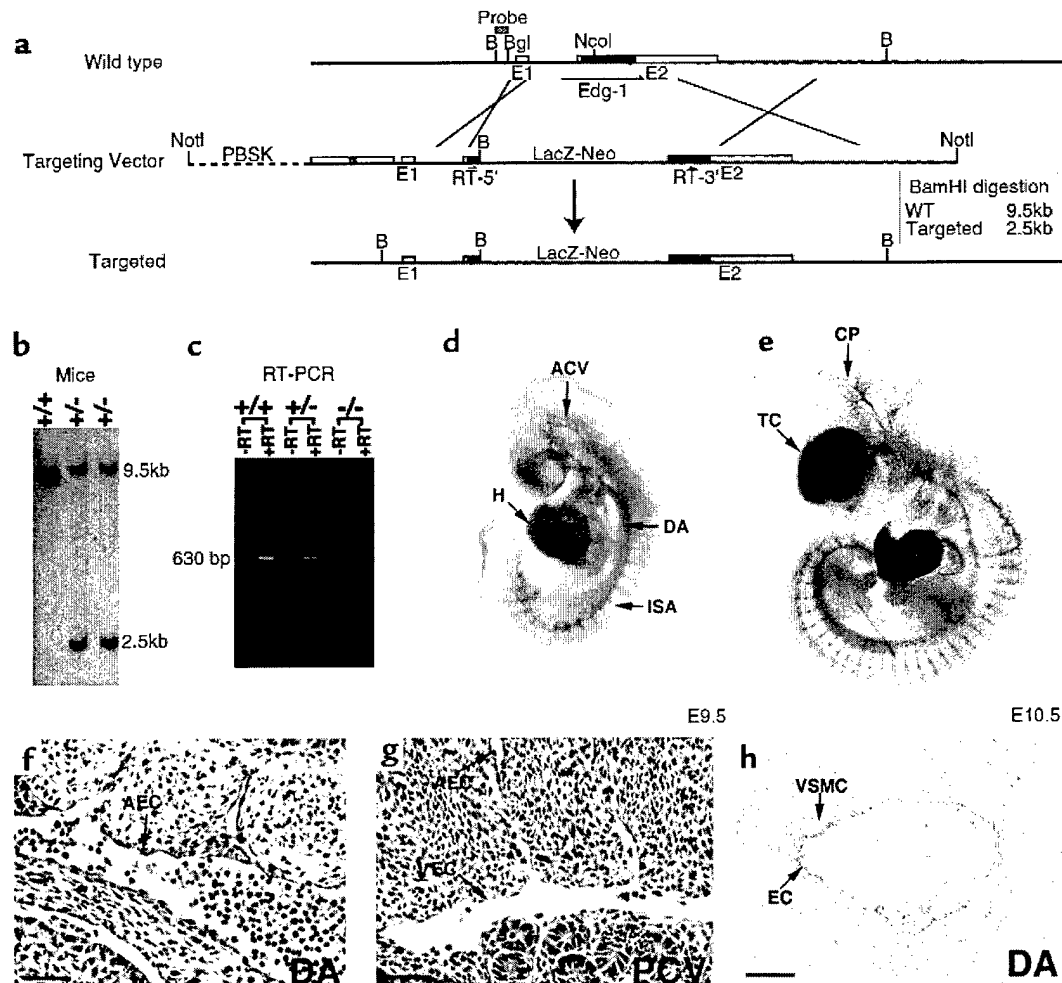 a
Probe
B Bgl NcoI B
Wild type
E1 E2
Edg-1
NotI PBSK B LacZ-Neo NotI
Targeting Vector
E1 RT-5' RT-3' E2
BamHI digestion
WT 9.5kb
Targeted 2.5kb
B B LacZ-Neo B
Targeted
E1 E2
b
Mice
+/+ +/- +/-
9.5kb
2.5kb
c
RT-PCR
+/+ +/- -/-
-RT +RT -RT +RT -RT +RT
630 bp
d
ACV
H
DA
ISA
E9.5
e
CP
TC
E10.5
f
AEC
DA
g
AEC
VEC
PCV
h
VSMC
EC
DA